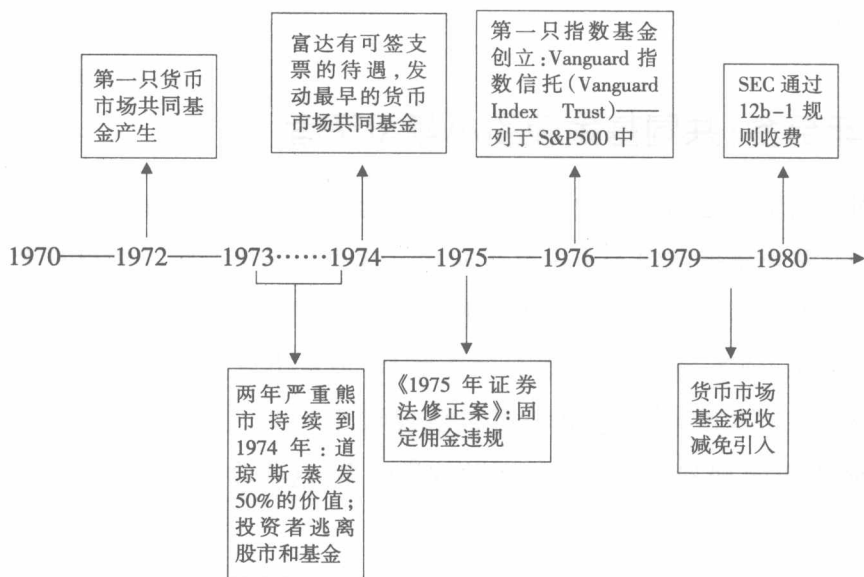 第一只货币
市场共同基
金产生
富达有可签支
票的待遇,发
动最早的货币
市场共同基金
第一只指数基金
创立:Vanguard 指
数信托(Vanguard
Index Trust)——
列于 S&P500 中
SEC 通过
12b-1 规
则收费
1970 1972 1973……1974 1975 1976 1979 1980
两年严重熊
市持续到
1974 年:道
琼斯蒸发
50%的价值;
投资者逃离
股市和基金
《1975 年证券
法修正案》:固
定佣金违规
货币市场
基金税收
减免引入